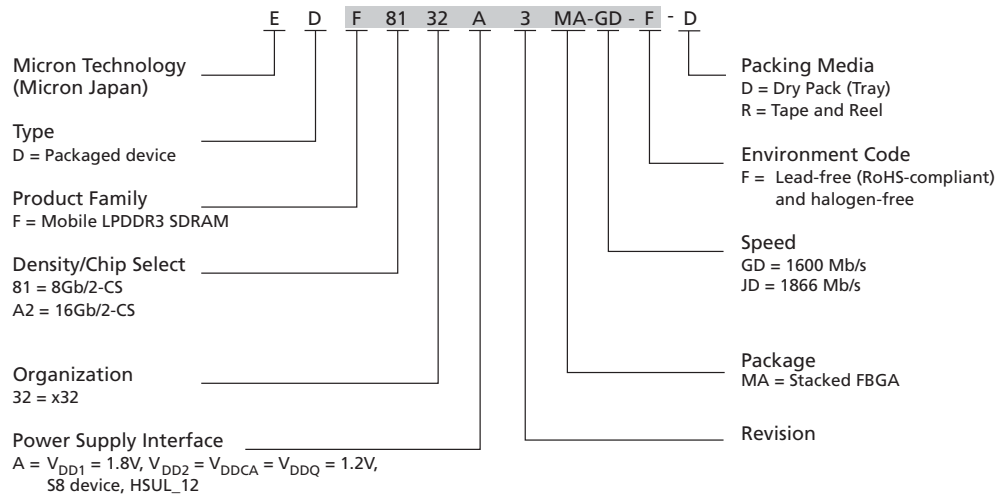 E D F 81 32 A 3 MA-GD - F - D
Micron Technology
(Micron Japan)
Type
D = Packaged device
Product Family
F = Mobile LPDDR3 SDRAM
Density/Chip Select
81 = 8Gb/2-CS
A2 = 16Gb/2-CS
Organization
32 = x32
Power Supply Interface
A = VDD1 = 1.8V, VDD2 = VDDCA = VDDQ = 1.2V,
S8 device, HSUL_12
Packing Media
D = Dry Pack (Tray)
R = Tape and Reel
Environment Code
F = Lead-free (RoHS-compliant)
and halogen-free
Speed
GD = 1600 Mb/s
JD = 1866 Mb/s
Package
MA = Stacked FBGA
Revision